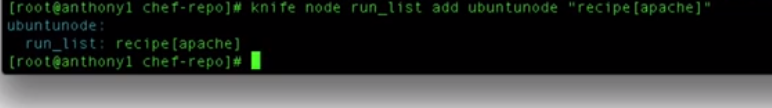 [root@anthony1 chef-repo]# knife node run_list add ubuntunode "recipe[apache]"
ubuntunode:
  run_list: recipe[apache]
[root@anthony1 chef-repo]#